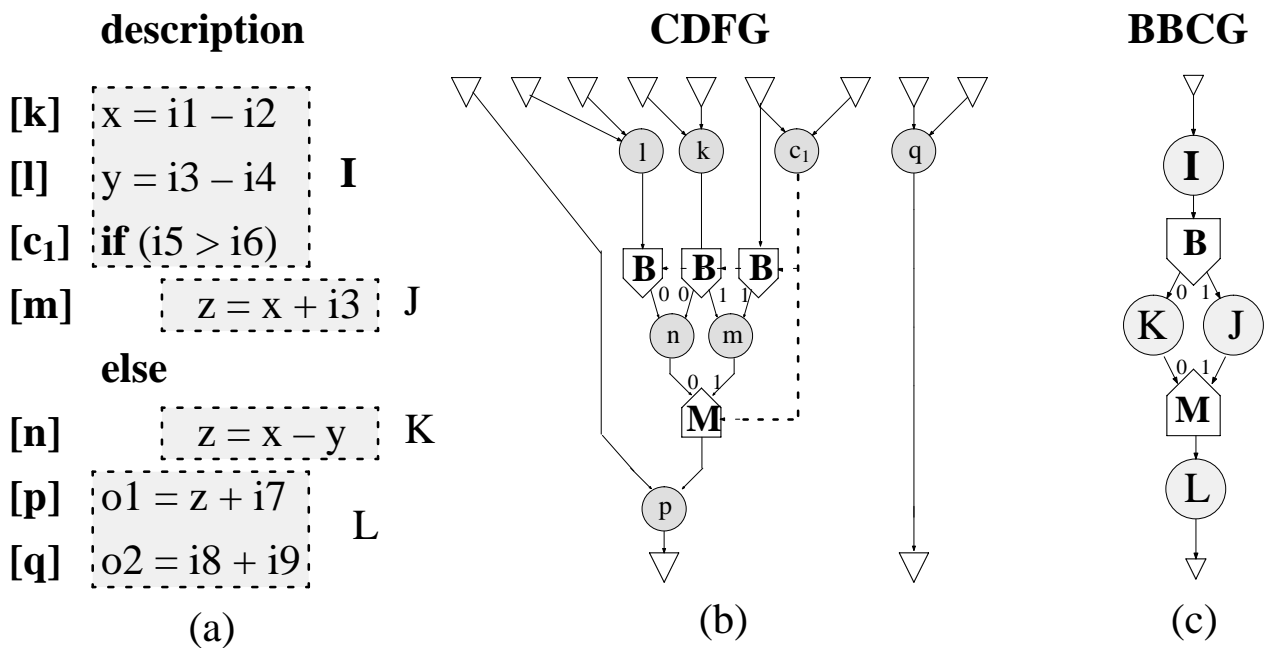 description
[k] x = i1 – i2
[l] y = i3 – i4 I
[c₁] if (i5 > i6)
[m] z = x + i3 J
else
[n] z = x – y K
[p] o1 = z + i7
L
[q] o2 = i8 + i9
(a)
CDFG
l k c₁ q
B B B
0 0 1 1
n m
0 1
M
p
(b)
BBCG
I
B
0 1
K J
0 1
M
L
(c)